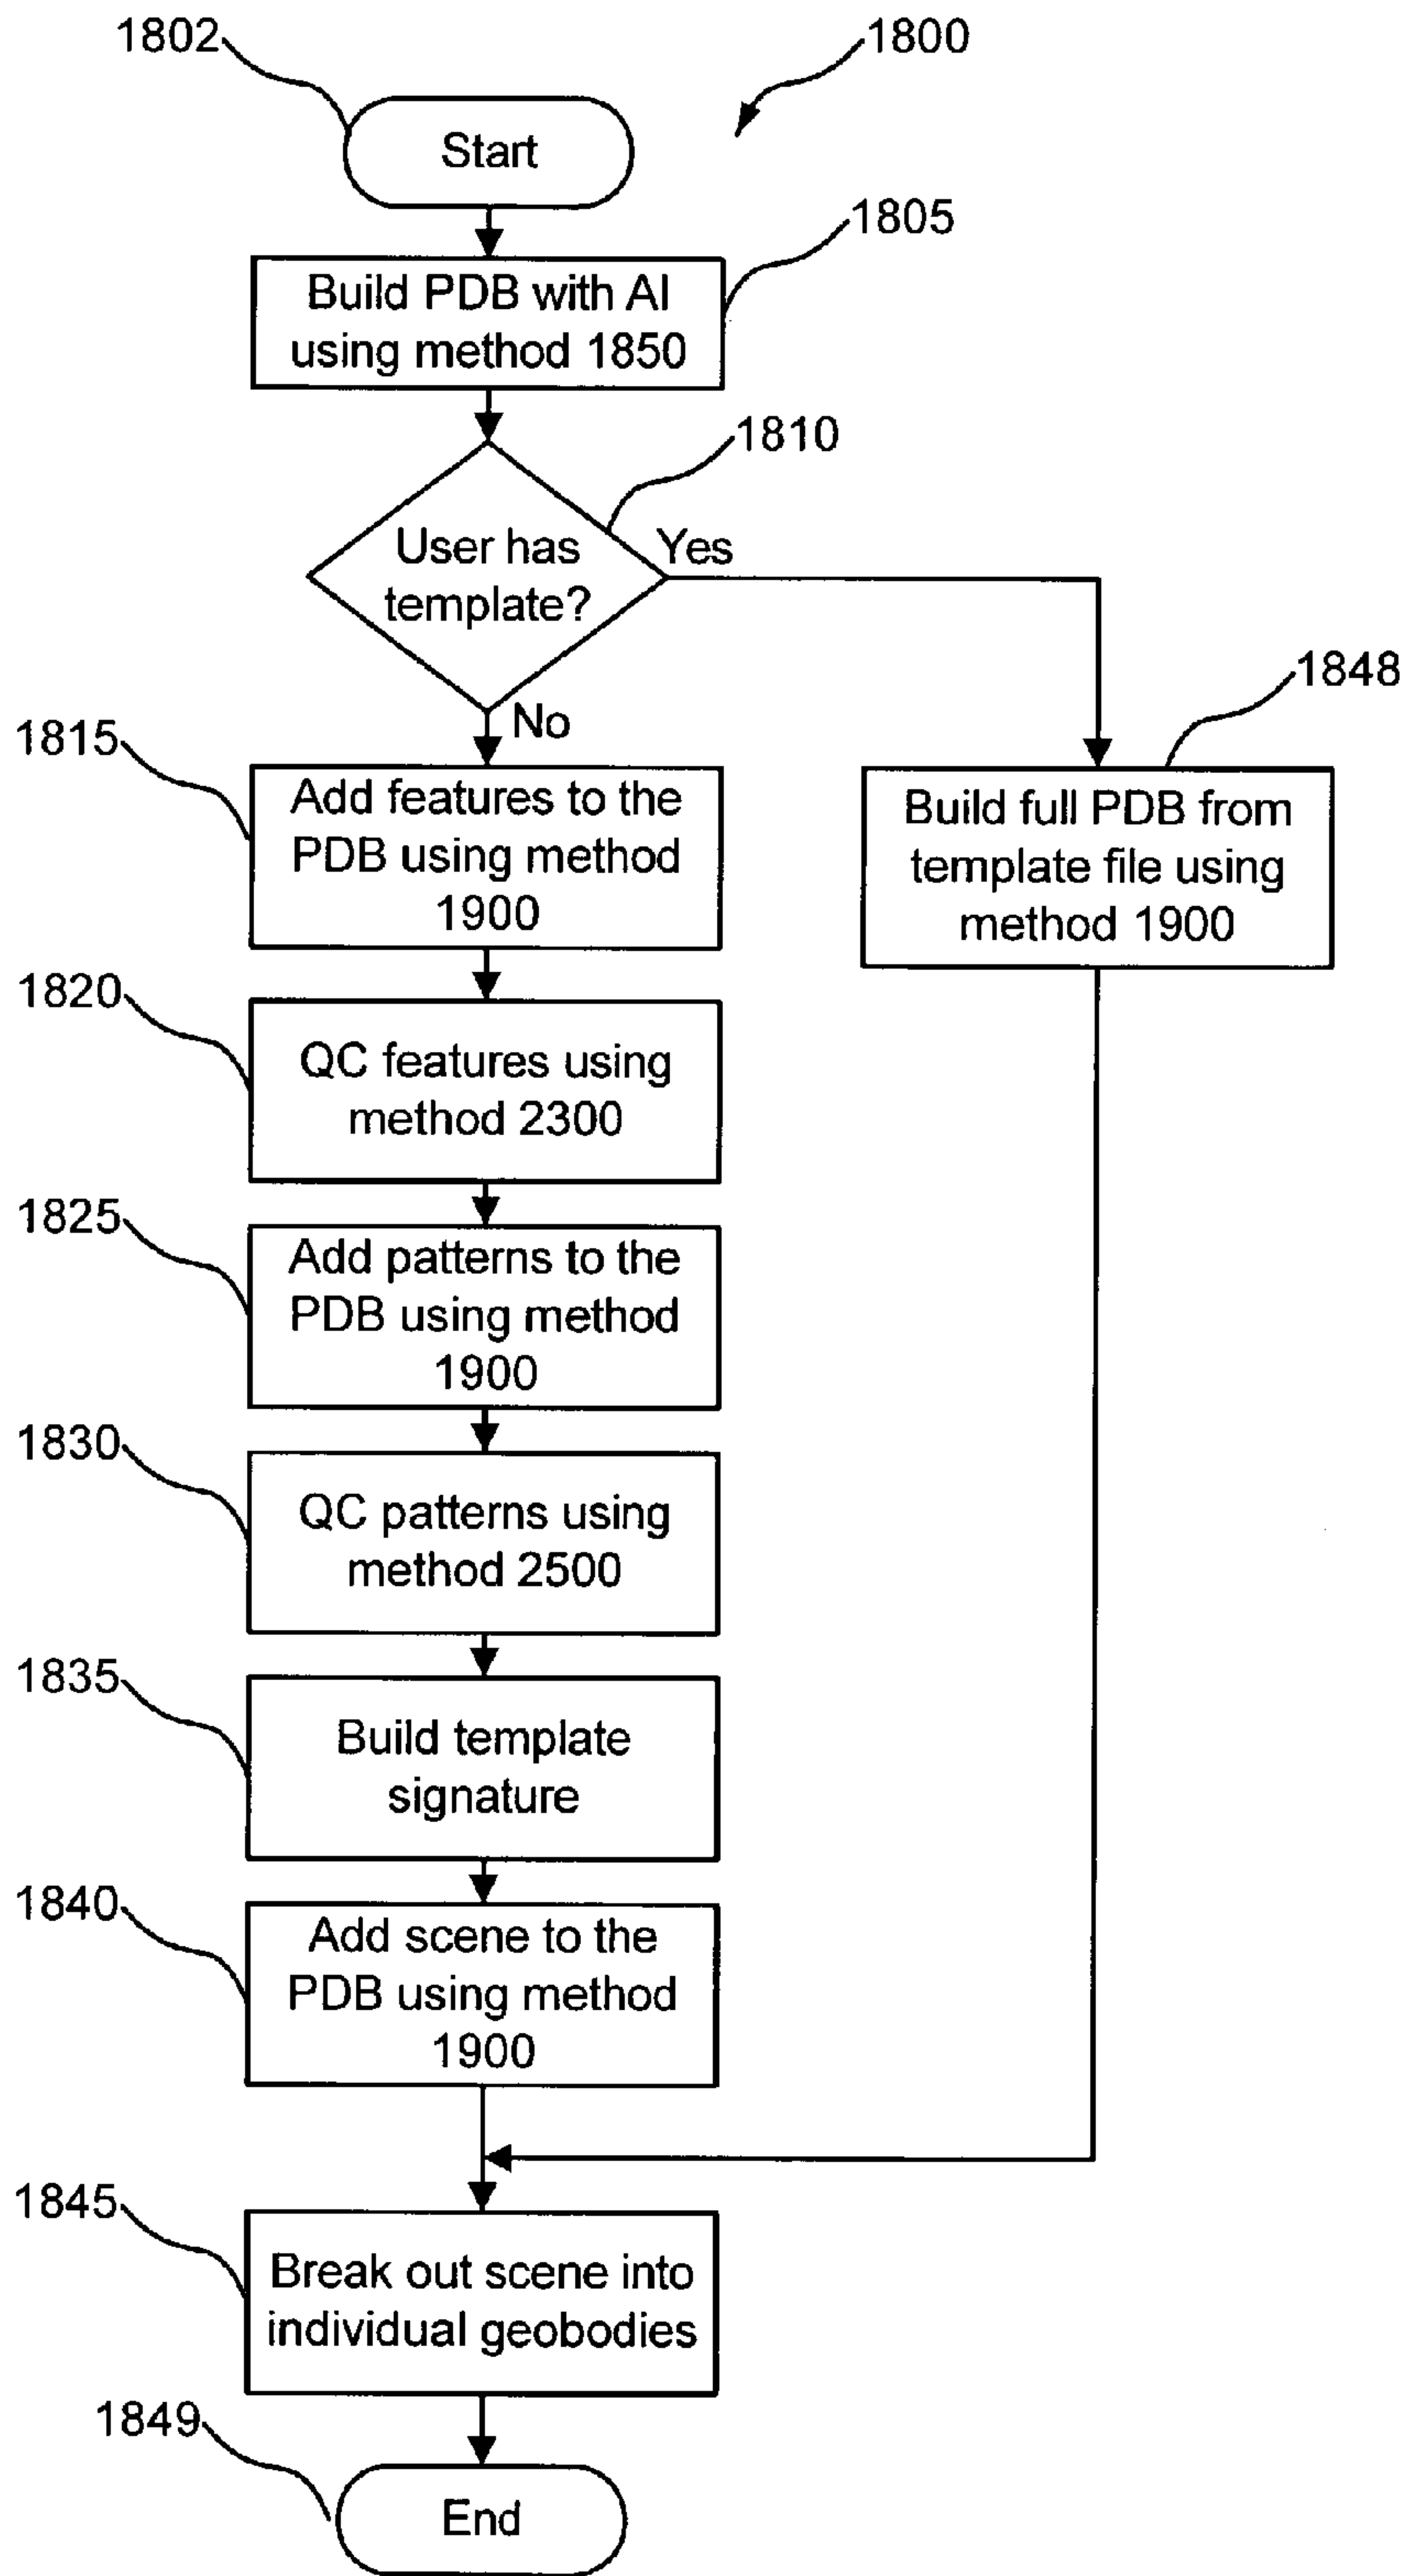 1802
1800
Start
1805
Build PDB with AI
using method 1850
1810
User has
template?
Yes
No
1848
Build full PDB from
template file using
method 1900
1815
Add features to the
PDB using method
1900
1820
QC features using
method 2300
1825
Add patterns to the
PDB using method
1900
1830
QC patterns using
method 2500
1835
Build template
signature
1840
Add scene to the
PDB using method
1900
1845
Break out scene into
individual geobodies
1849
End